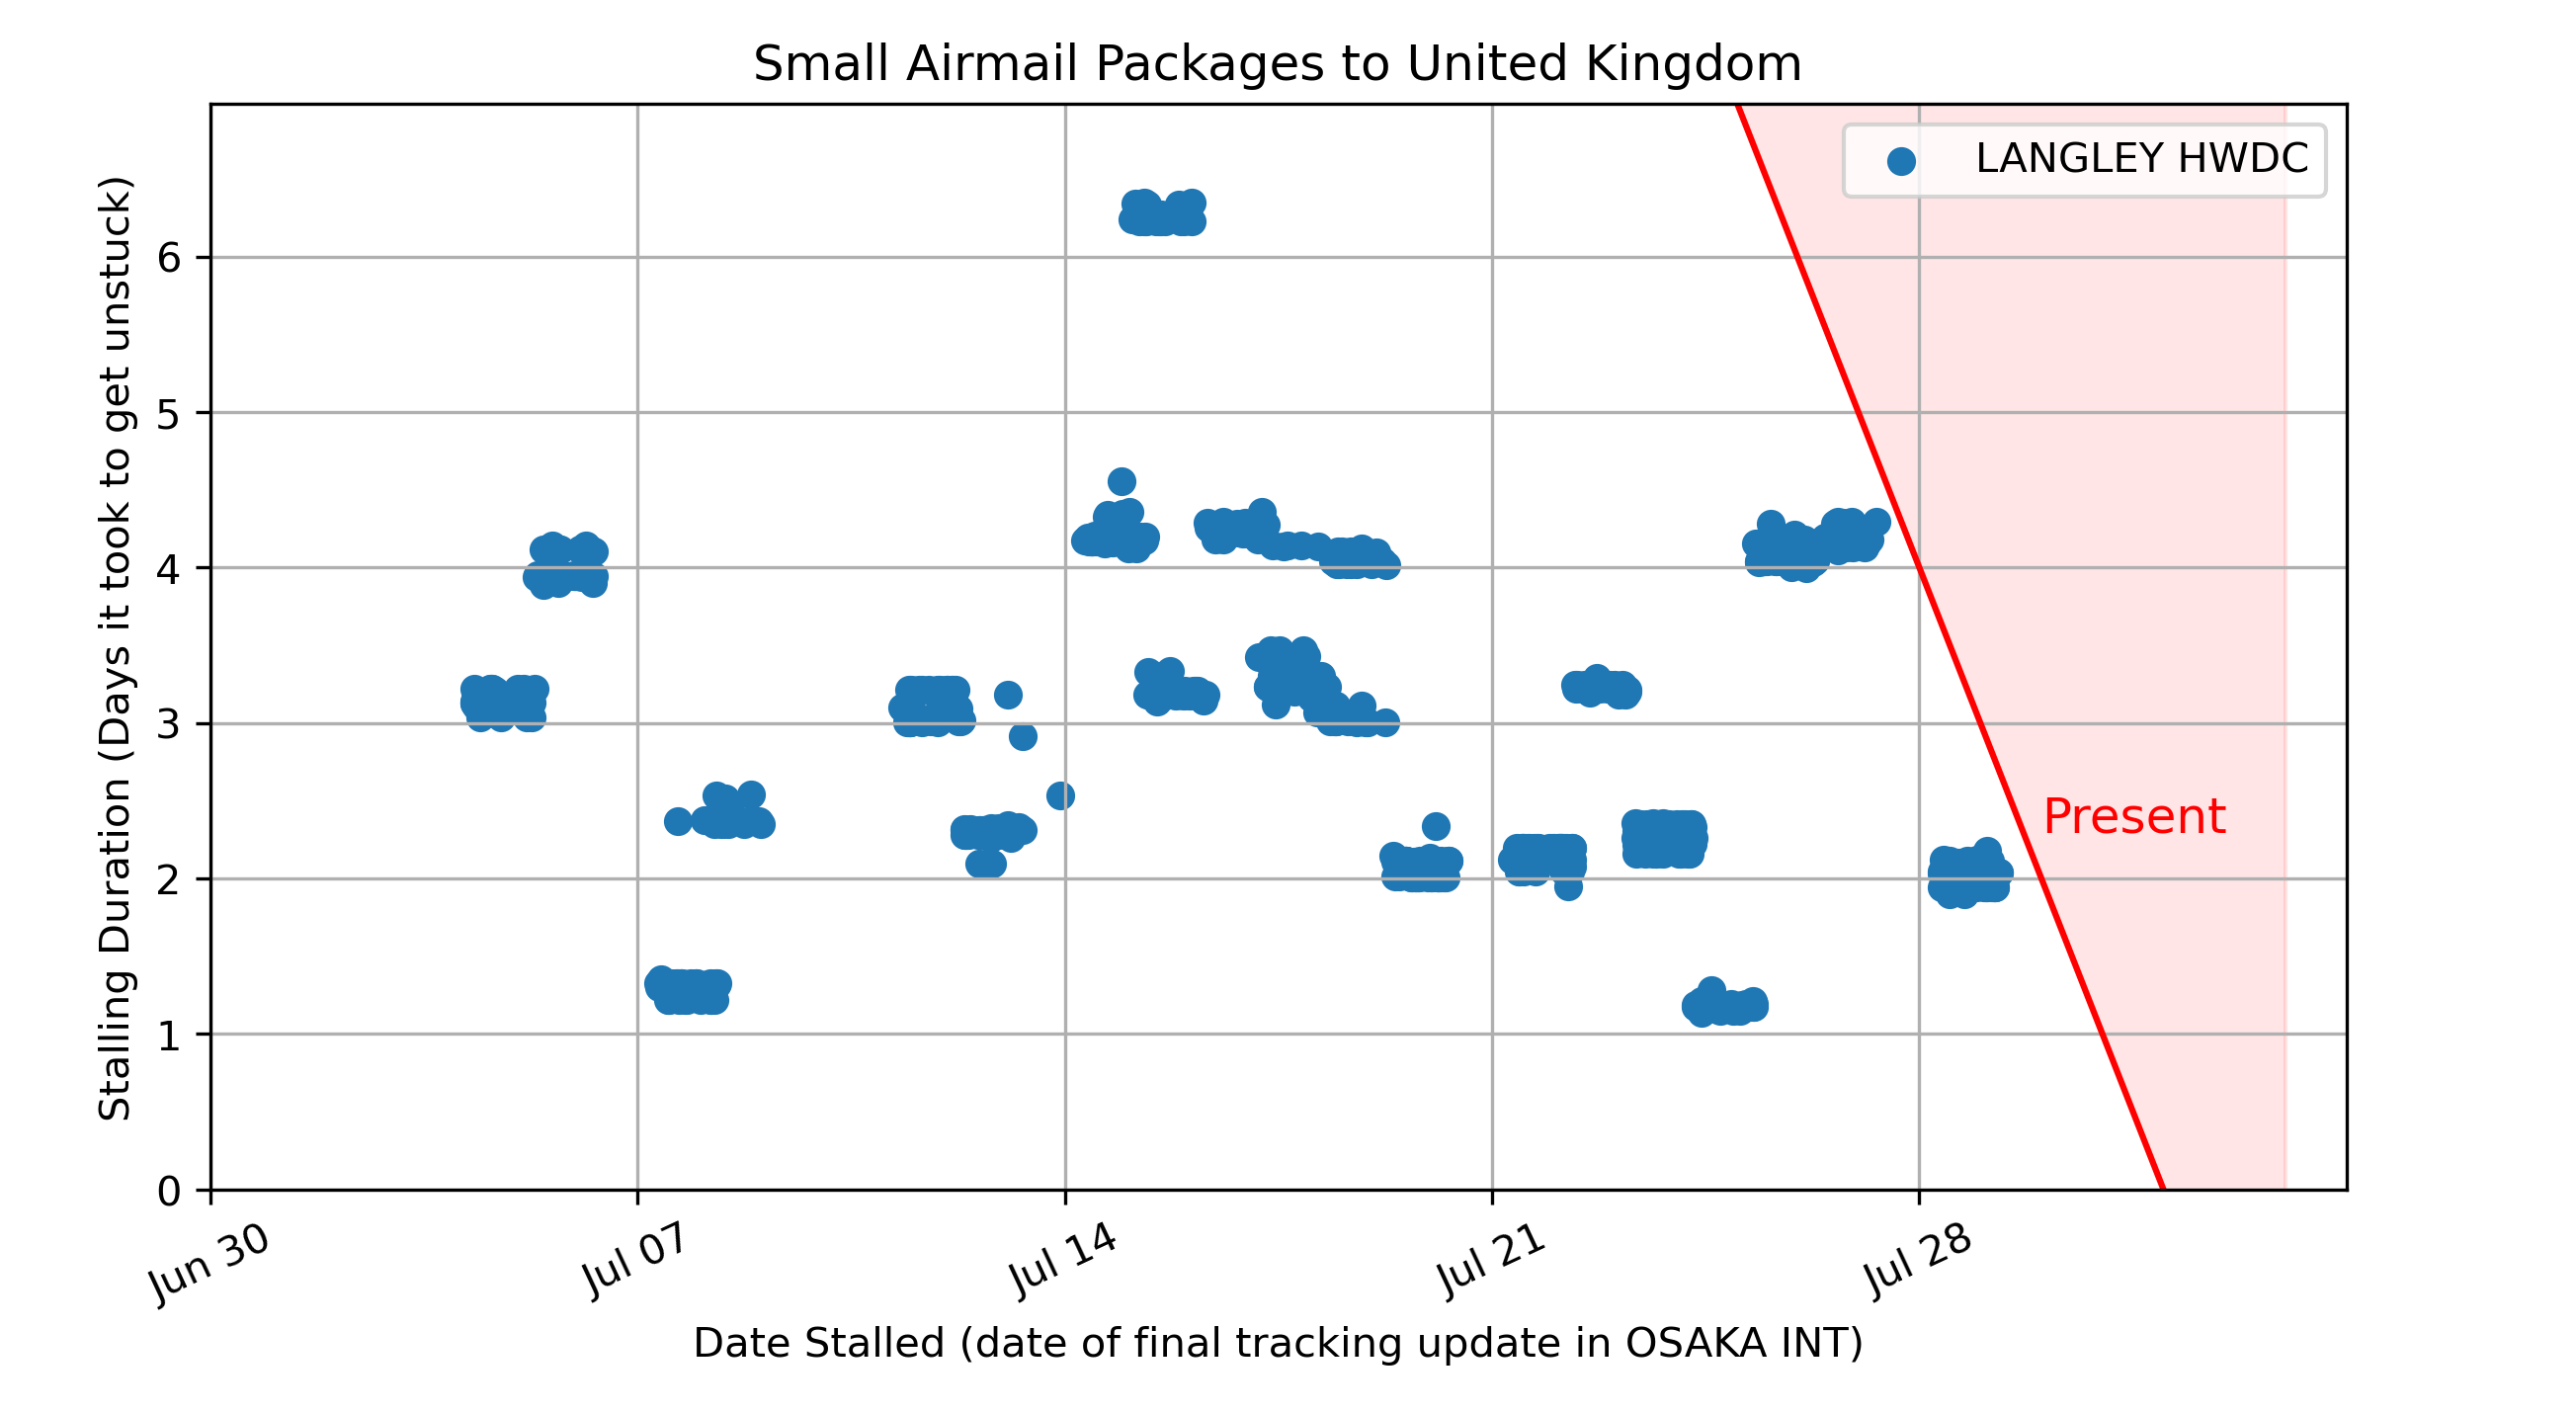 Small Airmail Packages to United Kingdom
LANGLEY HWDC
Stalling Duration (Days it took to get unstuck)
6
5
4
3
2
1
0
Present
Jun 30
Jul 07
Jul 14
Jul 21
Jul 28
Date Stalled (date of final tracking update in OSAKA INT)